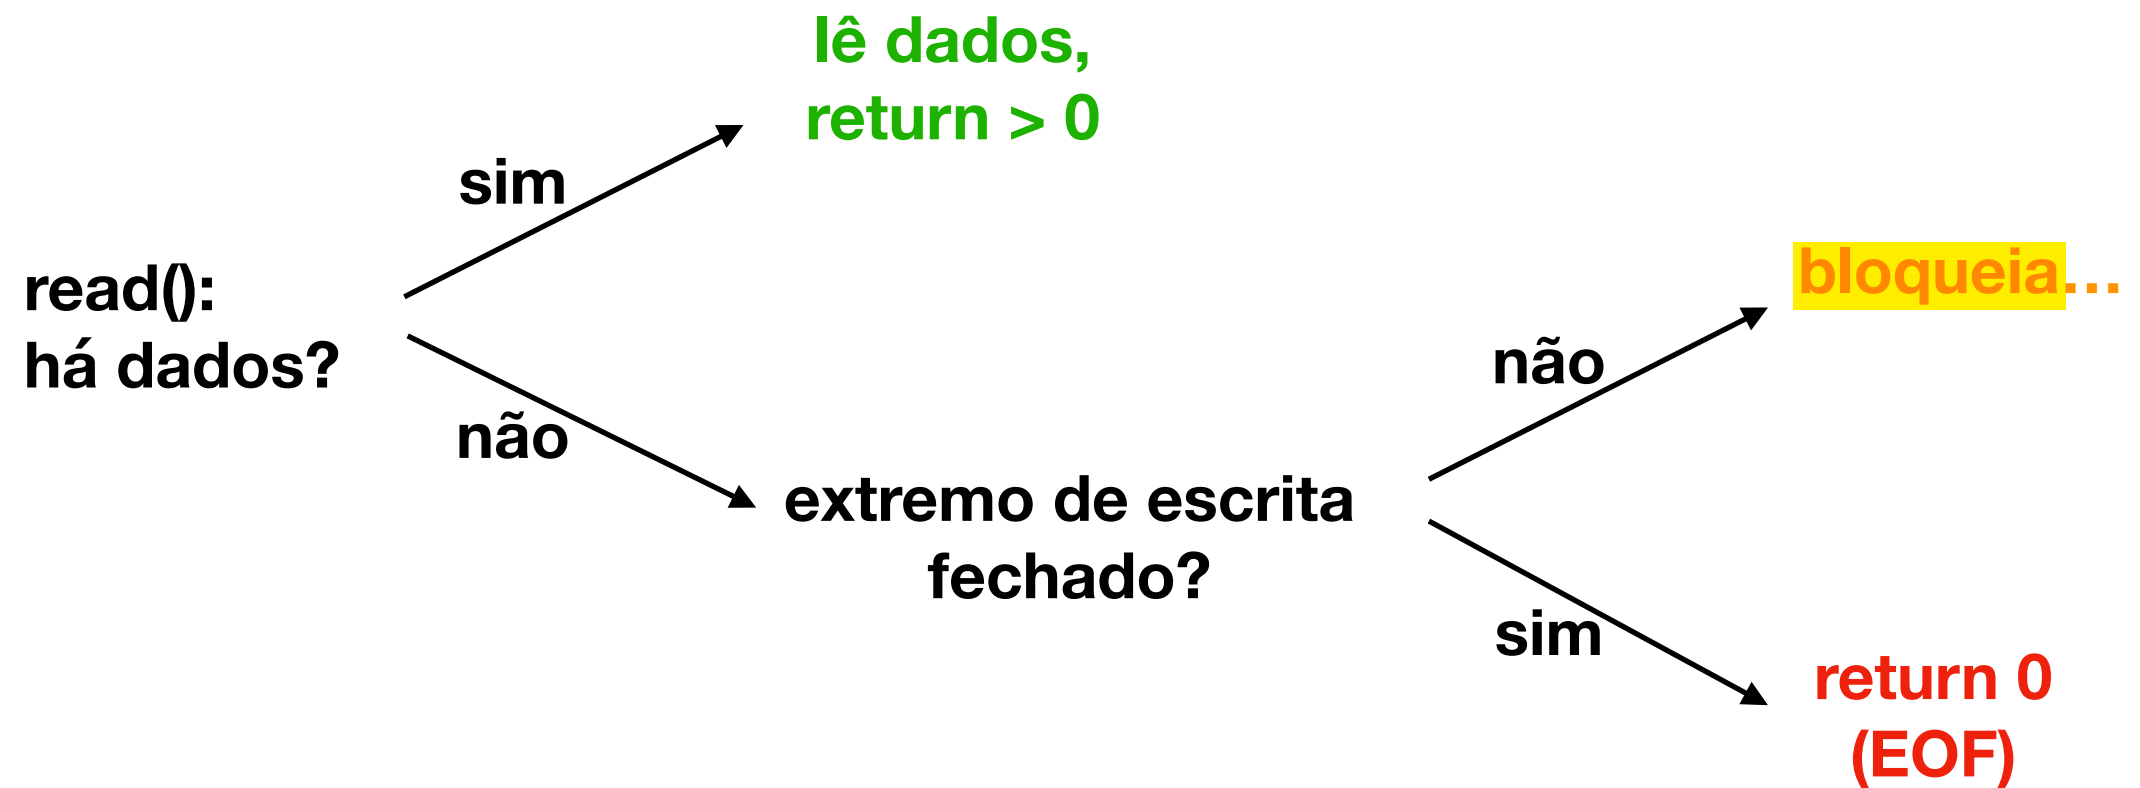 lê dados,
return > 0
sim
read():
há dados?
não
extremo de escrita
fechado?
não
bloqueia...
sim
return 0
(EOF)